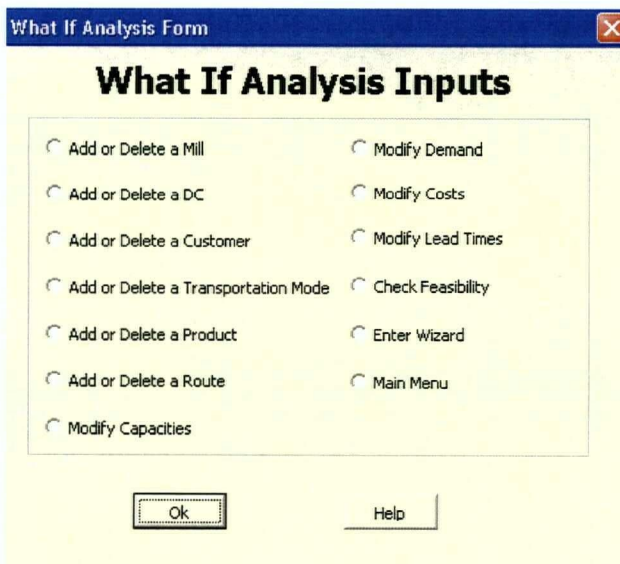 What If Analysis Form
What If Analysis Inputs
Add or Delete a Mill
Add or Delete a DC
Add or Delete a Customer
Add or Delete a Transportation Mode
Add or Delete a Product
Add or Delete a Route
Modify Capacities
Modify Demand
Modify Costs
Modify Lead Times
Check Feasibility
Enter Wizard
Main Menu
Ok
Help